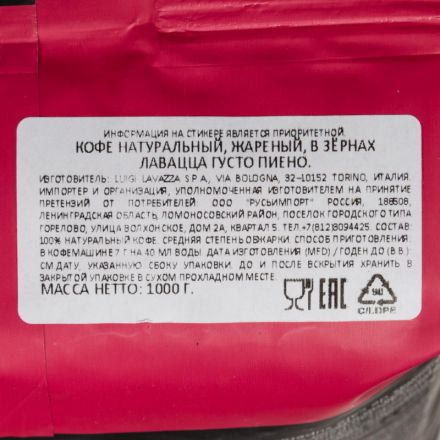 ИНФОРМАЦИЯ НА СТИКЕРЕ ЯВЛЯЕТСЯ ПРИОРИТЕТНОЙ.
КОФЕ НАТУРАЛЬНЫЙ, ЖАРЕНЫЙ, В ЗЁРНАХ
ЛАВАЦЦА ГУСТО ПИЕНО.
ИЗГОТОВИТЕЛЬ: LUIGI LAVAZZA S.P.A., VIA BOLOGNA, 32-10152 TORINO, ИТАЛИЯ.
ИМПОРТЕР И ОРГАНИЗАЦИЯ, УПОЛНОМОЧЕННАЯ ИЗГОТОВИТЕЛЕМ НА ПРИНЯТИЕ
ПРЕТЕНЗИЙ ОТ ПОТРЕБИТЕЛЕЙ: ООО "РУСЬИМПОРТ" РОССИЯ, 188508,
ЛЕНИНГРАДСКАЯ ОБЛАСТЬ, ЛОМОНОСОВСКИЙ РАЙОН, ПОСЕЛОК ГОРОДСКОГО ТИПА
ГОРЕЛОВО, УЛИЦА ВОЛХОНСКОЕ, ДОМ 2А, КВАРТАЛ 5. ТЕЛ.+7(812)3094425. СОСТАВ:
100% НАТУРАЛЬНЫЙ КОФЕ. СРЕДНЯЯ СТЕПЕНЬ ОБЖАРКИ. СПОСОБ ПРИГОТОВЛЕНИЯ:
В КОФЕМАШИНЕ 7 Г НА 40 МЛ ВОДЫ. ДАТА ИЗГОТОВЛЕНИЯ (MFD) / ГОДЕН ДО (BB):
СМ.ДАТУ, УКАЗАННУЮ СБОКУ УПАКОВКИ. ДО И ПОСЛЕ ВСКРЫТИЯ ХРАНИТЬ В
ЗАКРЫТОЙ УПАКОВКЕ В СУХОМ ПРОХЛАДНОМ МЕСТЕ.
МАССА НЕТТО: 1000 Г.
EAC
C/LDPE